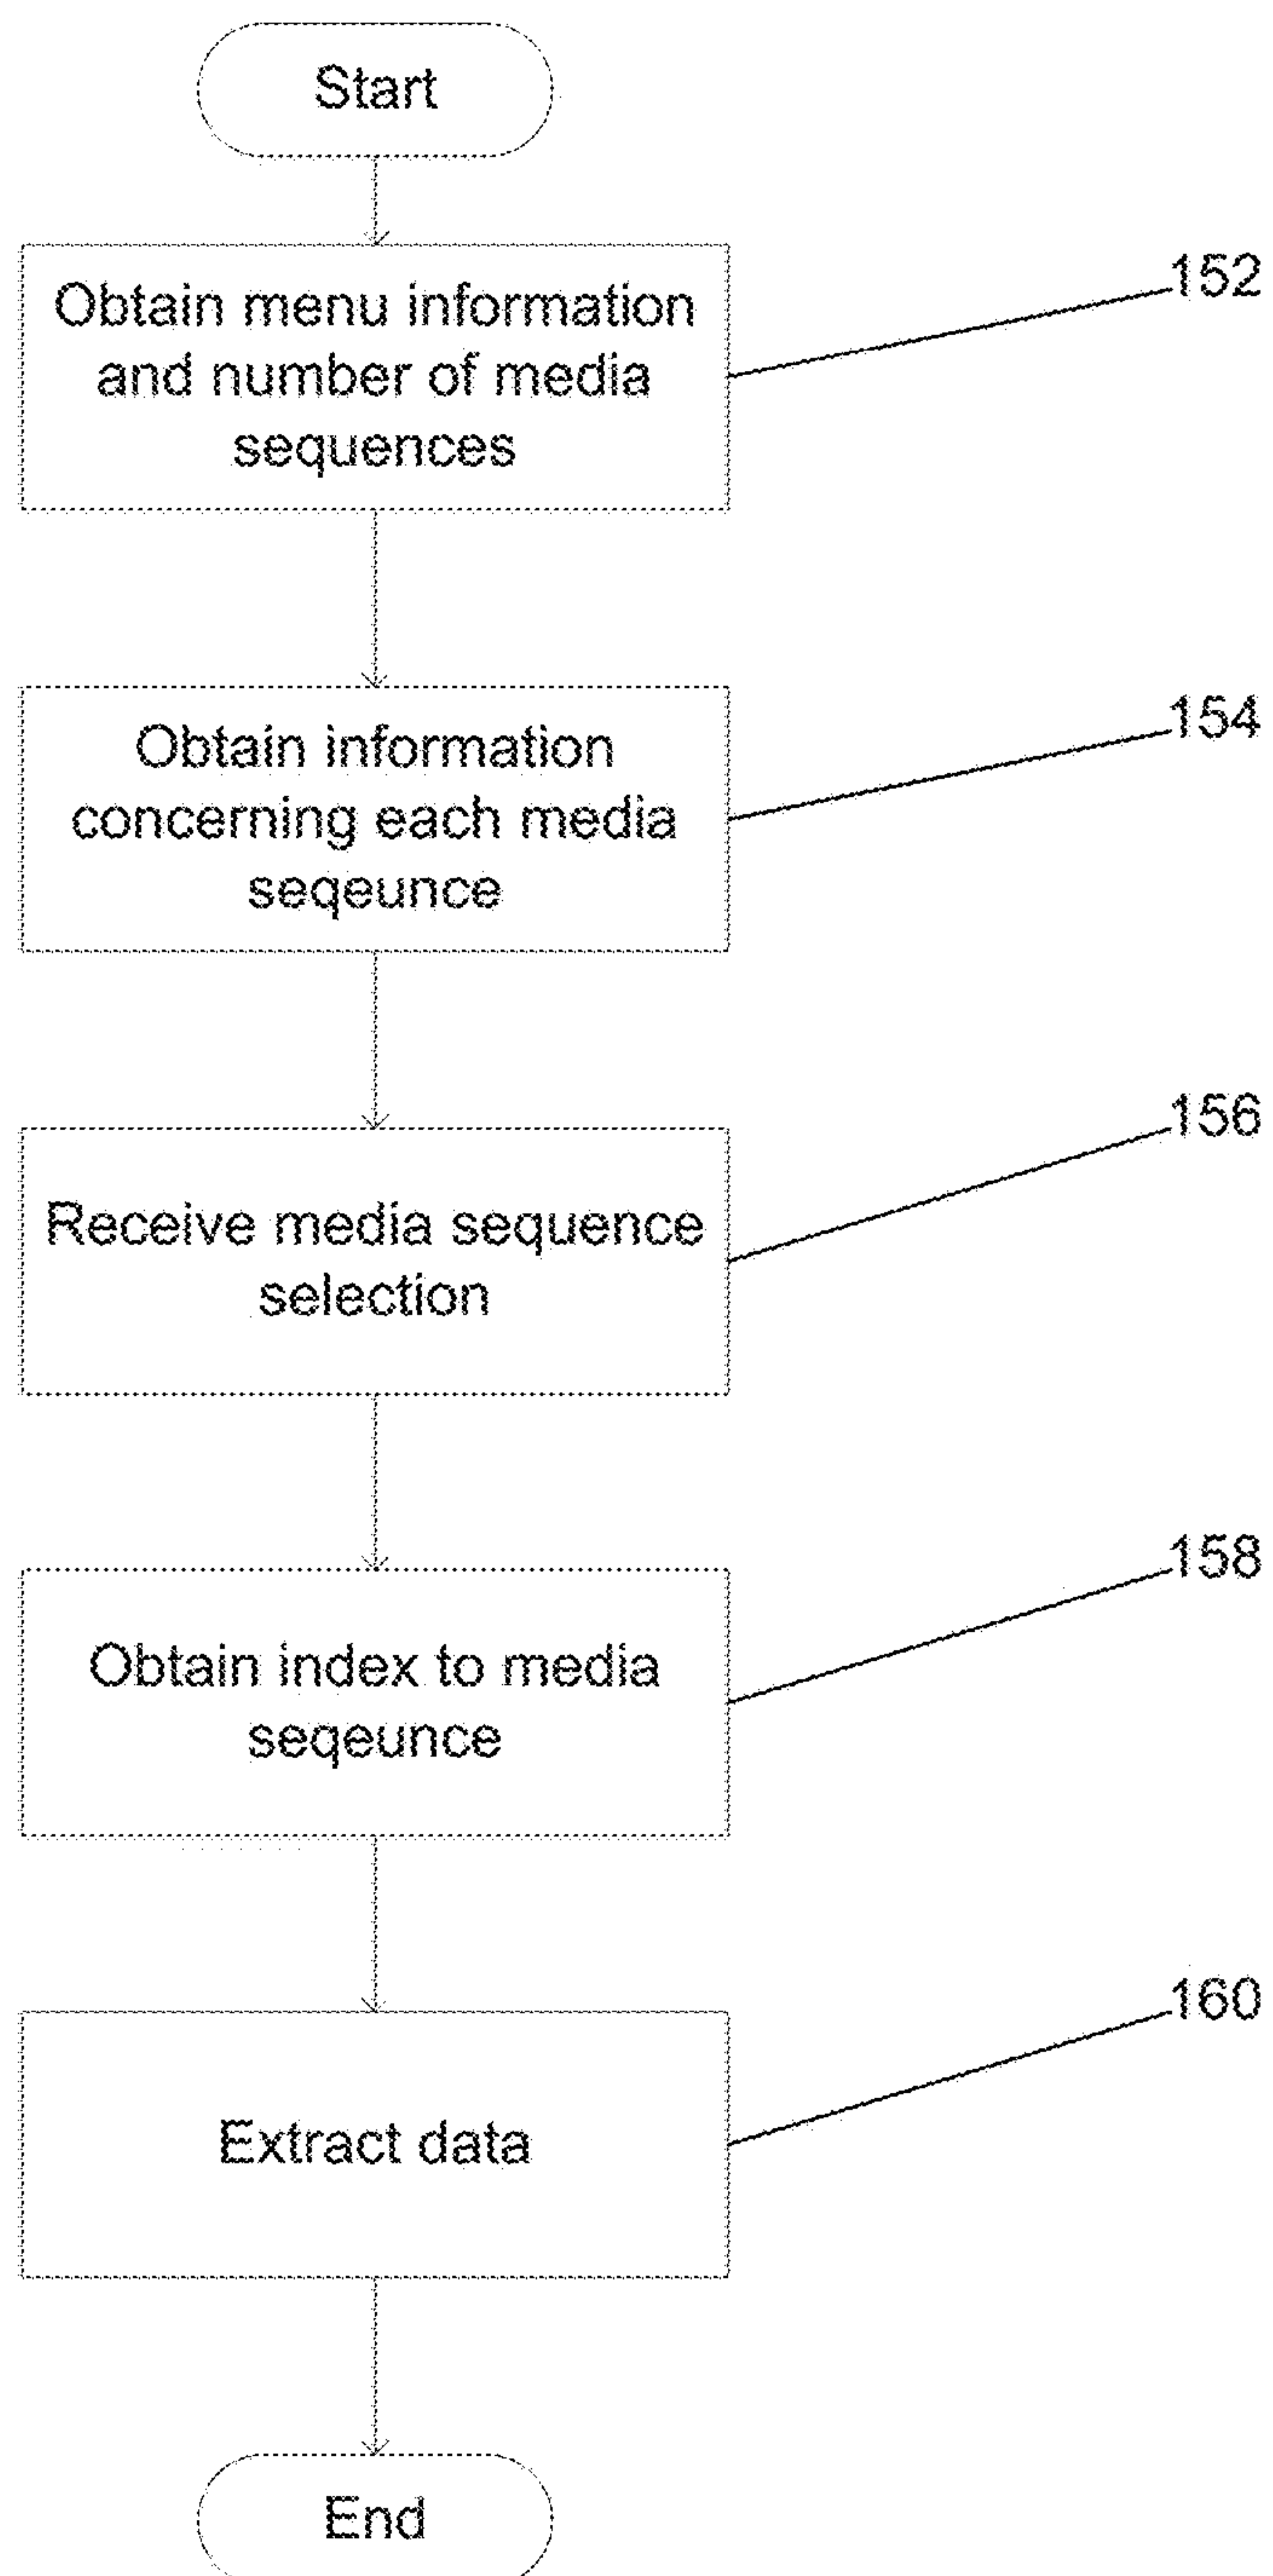 Start
Obtain menu information
and number of media
sequences
152
Obtain information
concerning each media
seqeunce
154
Receive media sequence
selection
156
Obtain index to media
seqeunce
158
Extract data
160
End